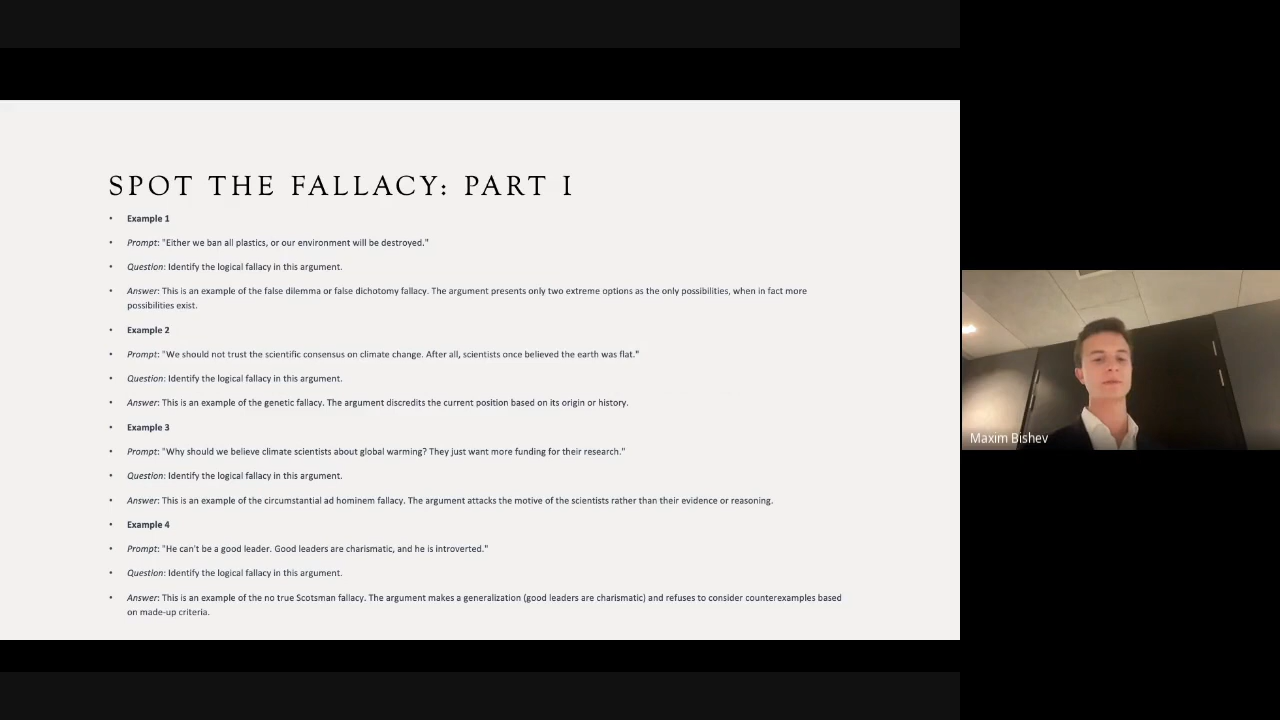 SPOT THE FALLACY: PART I
• Example 1
• Prompt: "Either we ban all plastics, or our environment will be destroyed."
• Question: Identify the logical fallacy in this argument.
• Answer: This is an example of the false dilemma or false dichotomy fallacy. The argument presents only two extreme options as the only possibilities, when in fact more
possibilities exist.
• Example 2
• Prompt: "We should not trust the scientific consensus on climate change. After all, scientists once believed the earth was flat."
• Question: Identify the logical fallacy in this argument.
• Answer: This is an example of the genetic fallacy. The argument discredits the current position based on its origin or history.
• Example 3
• Prompt: "Why should we believe climate scientists about global warming? They just want more funding for their research."
• Question: Identify the logical fallacy in this argument.
• Answer: This is an example of the circumstantial ad hominem fallacy. The argument attacks the motive of the scientists rather than their evidence or reasoning.
• Example 4
• Prompt: "He can't be a good leader. Good leaders are charismatic, and he is introverted."
• Question: Identify the logical fallacy in this argument.
• Answer: This is an example of the no true Scotsman fallacy. The argument makes a generalization (good leaders are charismatic) and refuses to consider counterexamples based
on made-up criteria.
Maxim Bishev